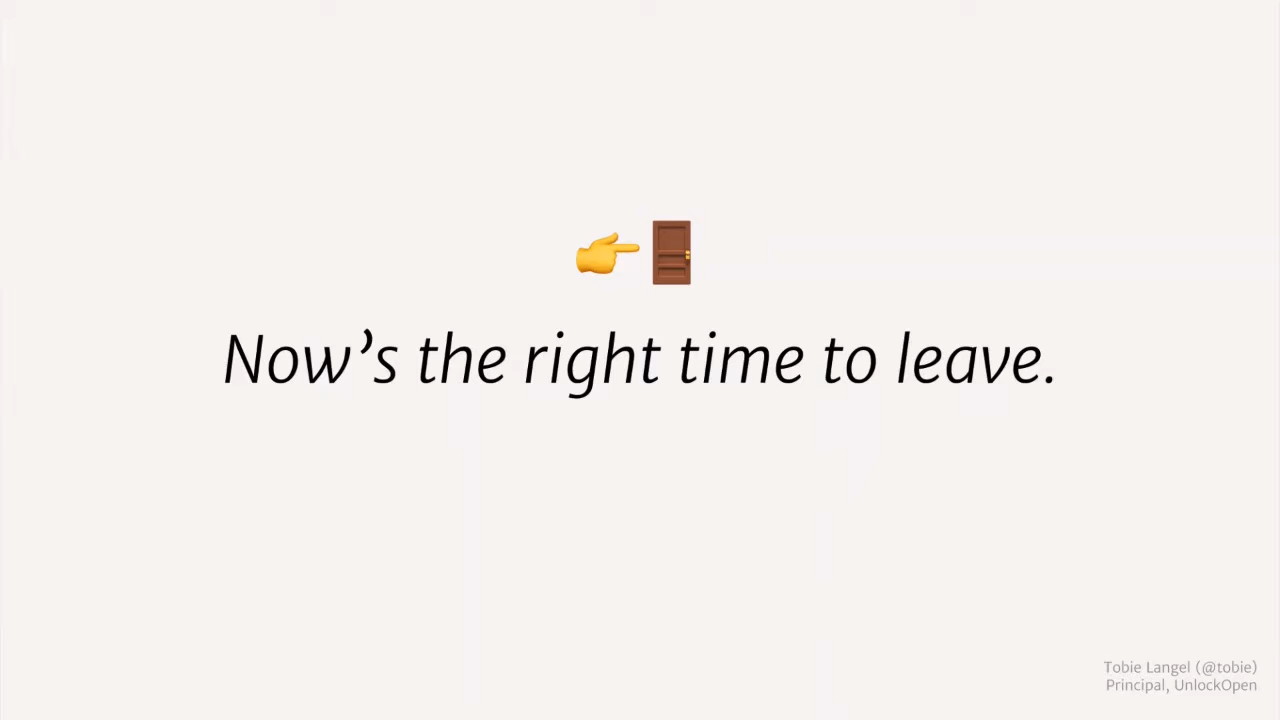 Now’s the right time to leave.
Tobie Langel (@tobie)
Principal, UnlockOpen